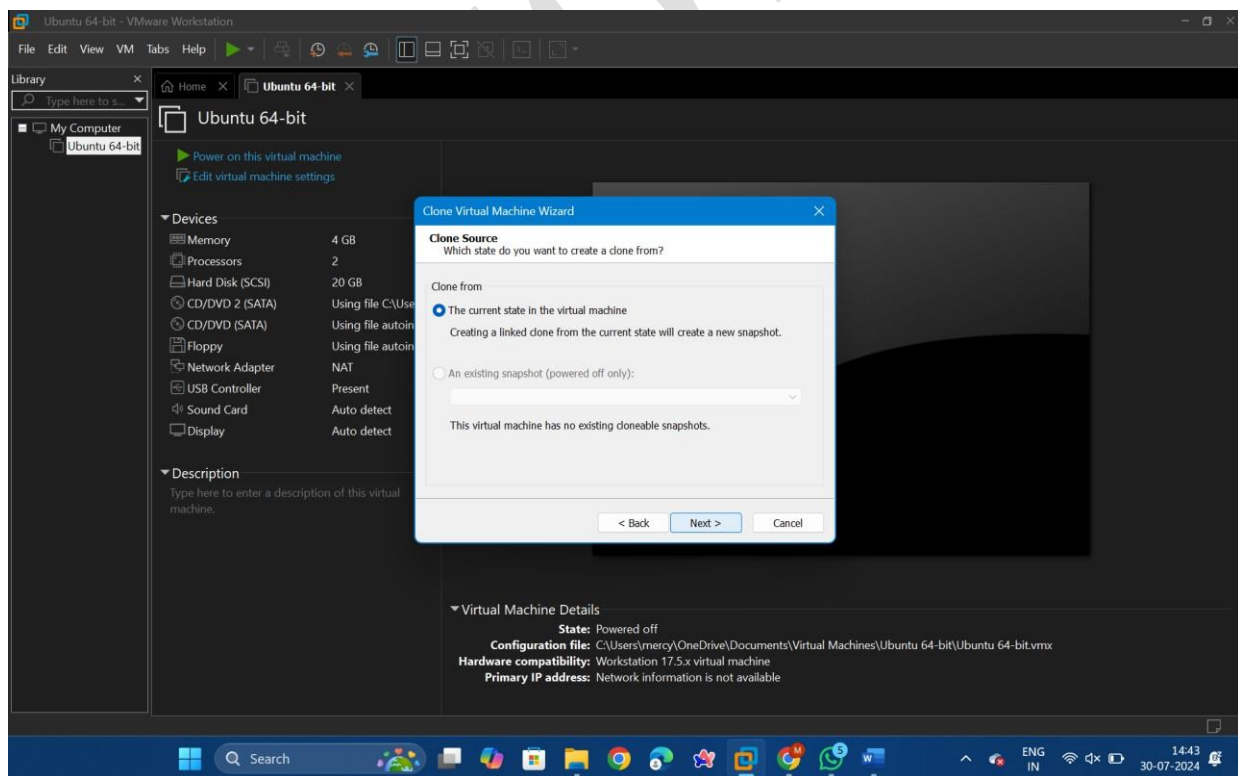 Ubuntu 64-bit - VMware Workstation
File Edit View VM Tabs Help
Library
Type here to s...
My Computer
Ubuntu 64-bit
Home
Ubuntu 64-bit
Ubuntu 64-bit
Power on this virtual machine
Edit virtual machine settings
Devices
Memory 4 GB
Processors 2
Hard Disk (SCSI) 20 GB
CD/DVD 2 (SATA) Using file C:\Use
CD/DVD (SATA) Using file autoin
Floppy Using file autoin
Network Adapter NAT
USB Controller Present
Sound Card Auto detect
Display Auto detect
Description
Type here to enter a description of this virtual
machine.
Clone Virtual Machine Wizard
Clone Source
Which state do you want to create a clone from?
Clone from
The current state in the virtual machine
Creating a linked clone from the current state will create a new snapshot.
An existing snapshot (powered off only):
This virtual machine has no existing cloneable snapshots.
< Back Next > Cancel
Virtual Machine Details
State: Powered off
Configuration file: C:\Users\mercy\OneDrive\Documents\Virtual Machines\Ubuntu 64-bit\Ubuntu 64-bit.vmx
Hardware compatibility: Workstation 17.5.x virtual machine
Primary IP address: Network information is not available
Search
ENG
IN
14:43
30-07-2024